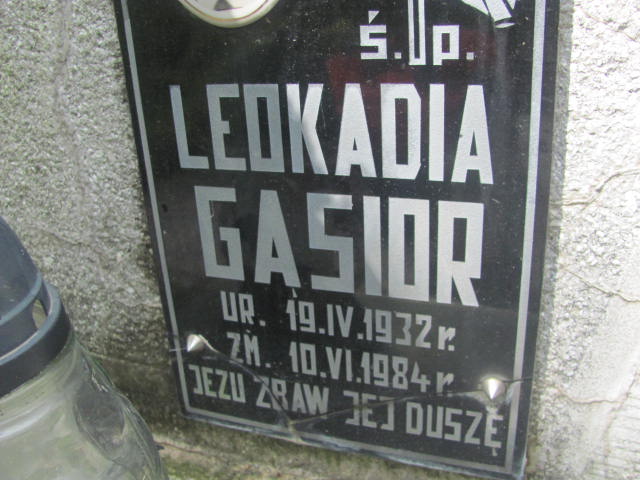 Ś.P.
LEOKADIA
GĄSIOR
UR. 19.IV.1932 r.
ZM. 10.VI.1984 r.
JEZU ZBAW JEJ DUSZĘ